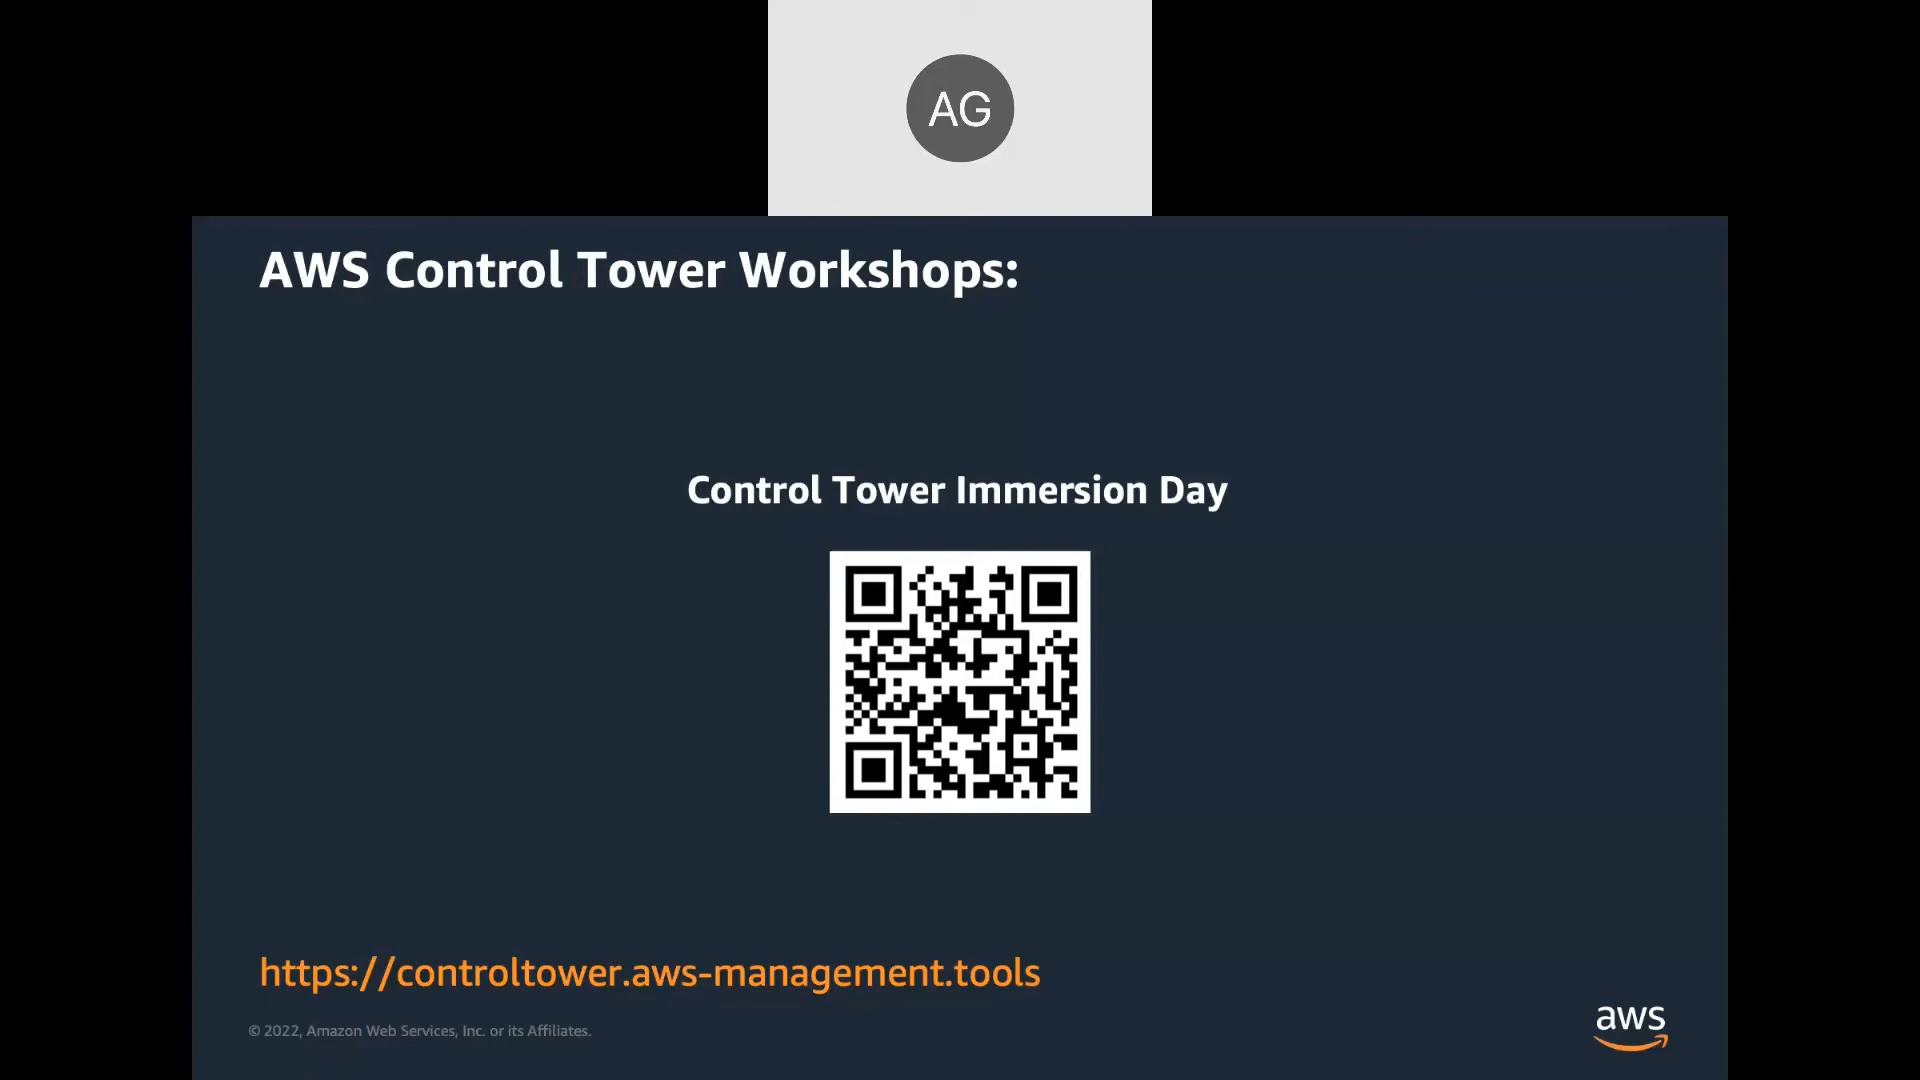 AG
AWS Control Tower Workshops:
Control Tower Immersion Day
https://controltower.aws-management.tools
© 2022, Amazon Web Services, Inc. or its Affiliates.
aws